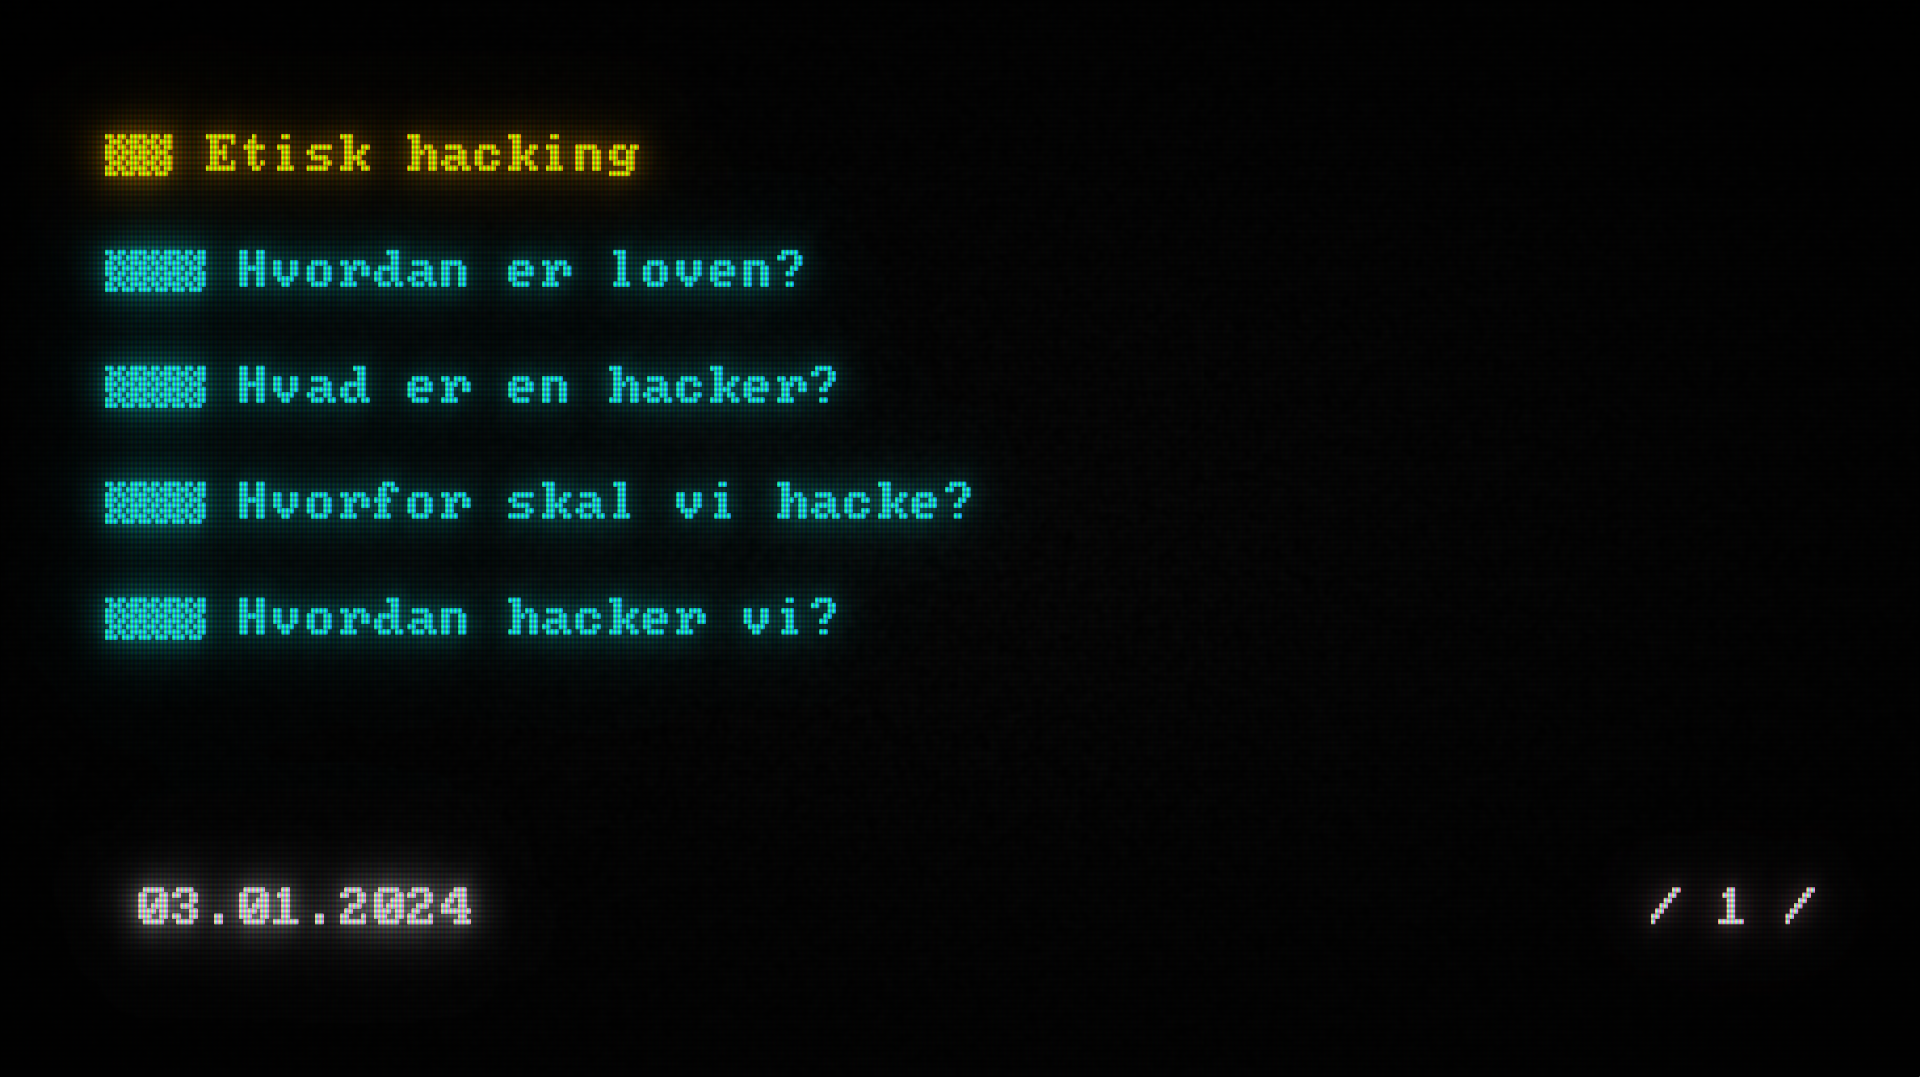 ▓▓ Etisk hacking
▓▓▓ Hvordan er loven?
▓▓▓ Hvad er en hacker?
▓▓▓ Hvorfor skal vi hacke?
▓▓▓ Hvordan hacker vi?
03.01.2024
/ 1 /